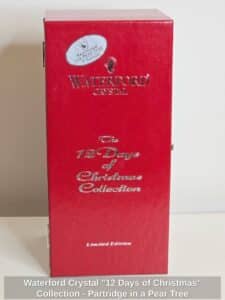 WATERFORD
CRYSTAL
The
12 Days
of
Christmas
Collection
Limited Edition
Waterford Crystal "12 Days of Christmas"
Collection - Partridge in a Pear Tree